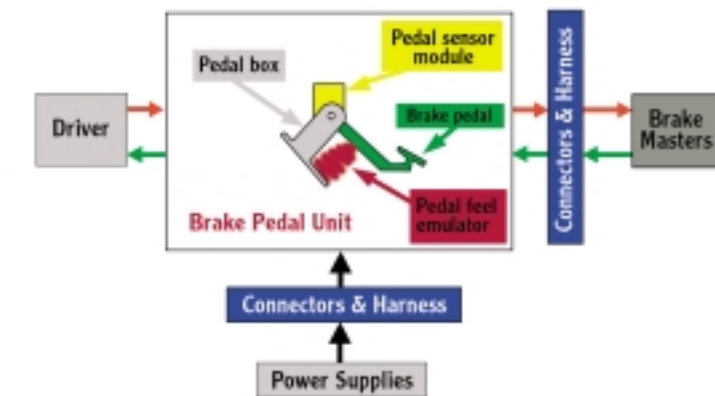 Pedal sensor
module
Pedal box
Brake pedal
Driver
Connectors & Harness
Brake
Masters
Pedal feel
emulator
Brake Pedal Unit
Connectors & Harness
Power Supplies